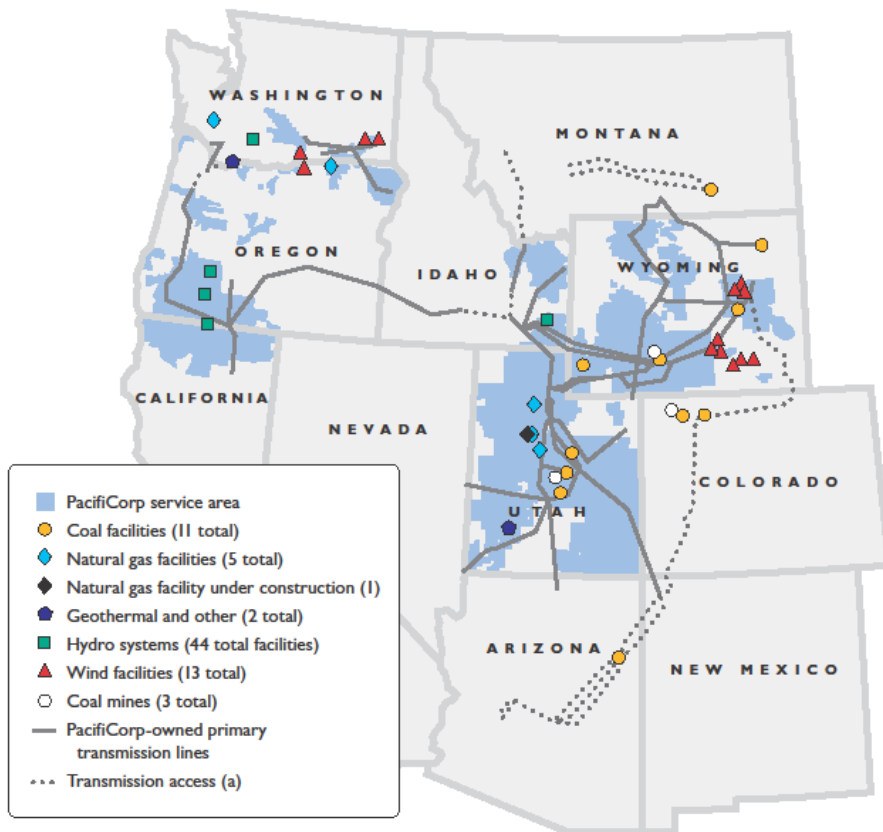 WASHINGTON
MONTANA
OREGON
IDAHO
WYOMING
CALIFORNIA
NEVADA
UTAH
COLORADO
ARIZONA
NEW MEXICO
PacifiCorp service area
Coal facilities (11 total)
Natural gas facilities (5 total)
Natural gas facility under construction (1)
Geothermal and other (2 total)
Hydro systems (44 total facilities)
Wind facilities (13 total)
Coal mines (3 total)
PacifiCorp-owned primary
transmission lines
Transmission access (a)